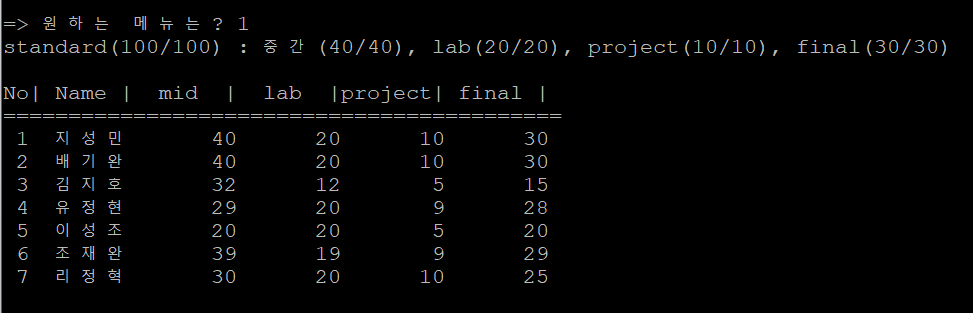 => 원하는 메뉴는? 1
standard(100/100) : 중간(40/40), lab(20/20), project(10/10), final(30/30)
No| Name | mid | lab |project| final |
===========================================
1 지성민 40 20 10 30
2 배기완 40 20 10 30
3 김지호 32 12 5 15
4 유정현 29 20 9 28
5 이성조 20 20 5 20
6 조재완 39 19 9 29
7 리정혁 30 20 10 25